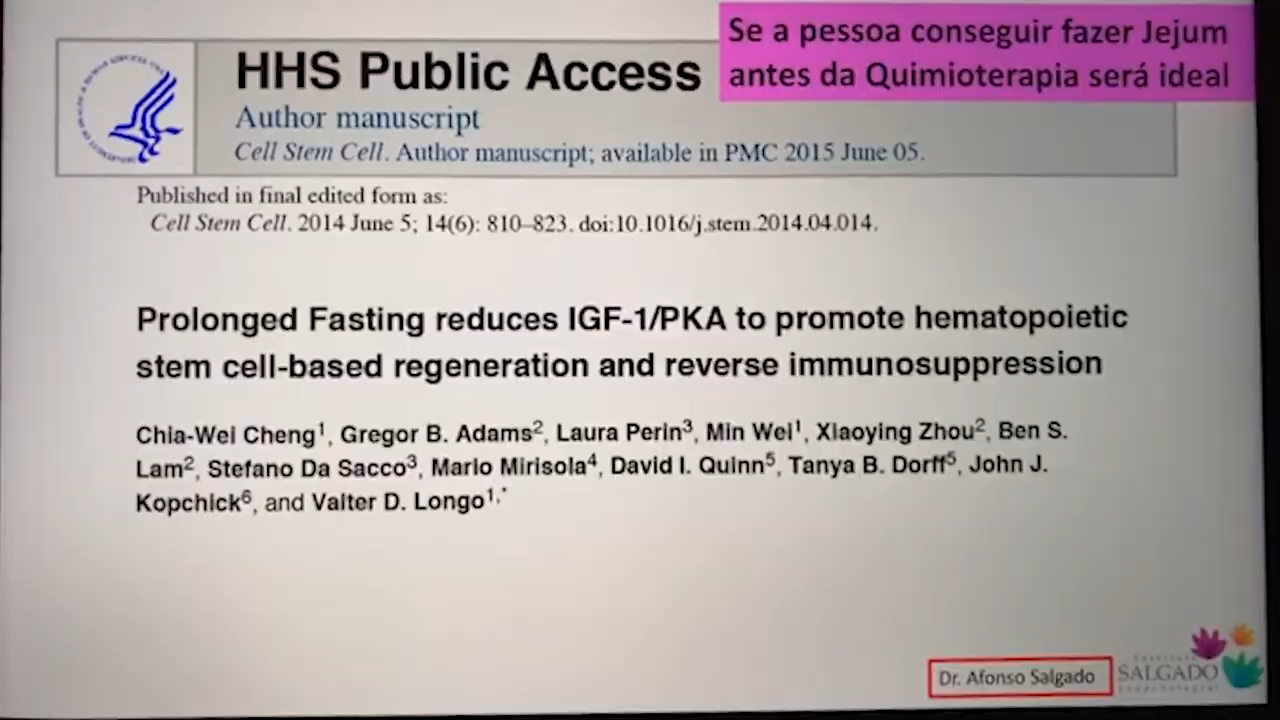 Se a pessoa conseguir fazer Jejum
antes da Quimioterapia será ideal
HHS Public Access
Author manuscript
Cell Stem Cell. Author manuscript; available in PMC 2015 June 05.
Published in final edited form as:
Cell Stem Cell. 2014 June 5; 14(6): 810–823. doi:10.1016/j.stem.2014.04.014.
Prolonged Fasting reduces IGF-1/PKA to promote hematopoietic
stem cell-based regeneration and reverse immunosuppression
Chia-Wei Cheng1, Gregor B. Adams2, Laura Perin3, Min Wei1, Xiaoying Zhou2, Ben S.
Lam2, Stefano Da Sacco3, Mario Mirisola4, David I. Quinn5, Tanya B. Dorff5, John J.
Kopchick6, and Valter D. Longo1,*
Dr. Afonso Salgado
SALGADO